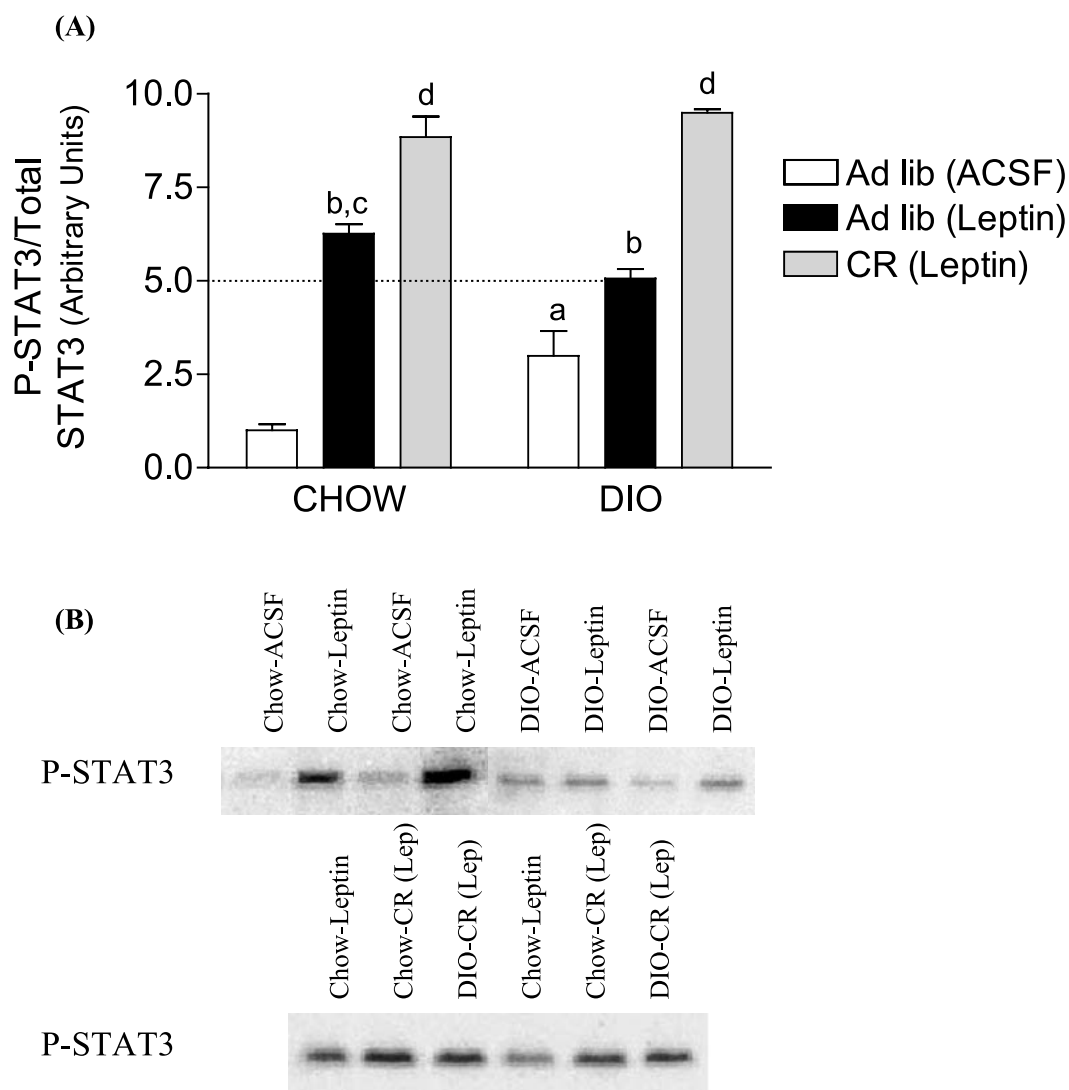 (A)
P-STAT3/Total
STAT3 (Arbitrary Units)
10.0
7.5
5.0
2.5
0.0
b,c
d
a
b
d
CHOW
DIO
Ad lib (ACSF)
Ad lib (Leptin)
CR (Leptin)
(B)
Chow-ACSF
Chow-Leptin
Chow-ACSF
Chow-Leptin
DIO-ACSF
DIO-Leptin
DIO-ACSF
DIO-Leptin
P-STAT3
Chow-Leptin
Chow-CR (Lep)
DIO-CR (Lep)
Chow-Leptin
Chow-CR (Lep)
DIO-CR (Lep)
P-STAT3